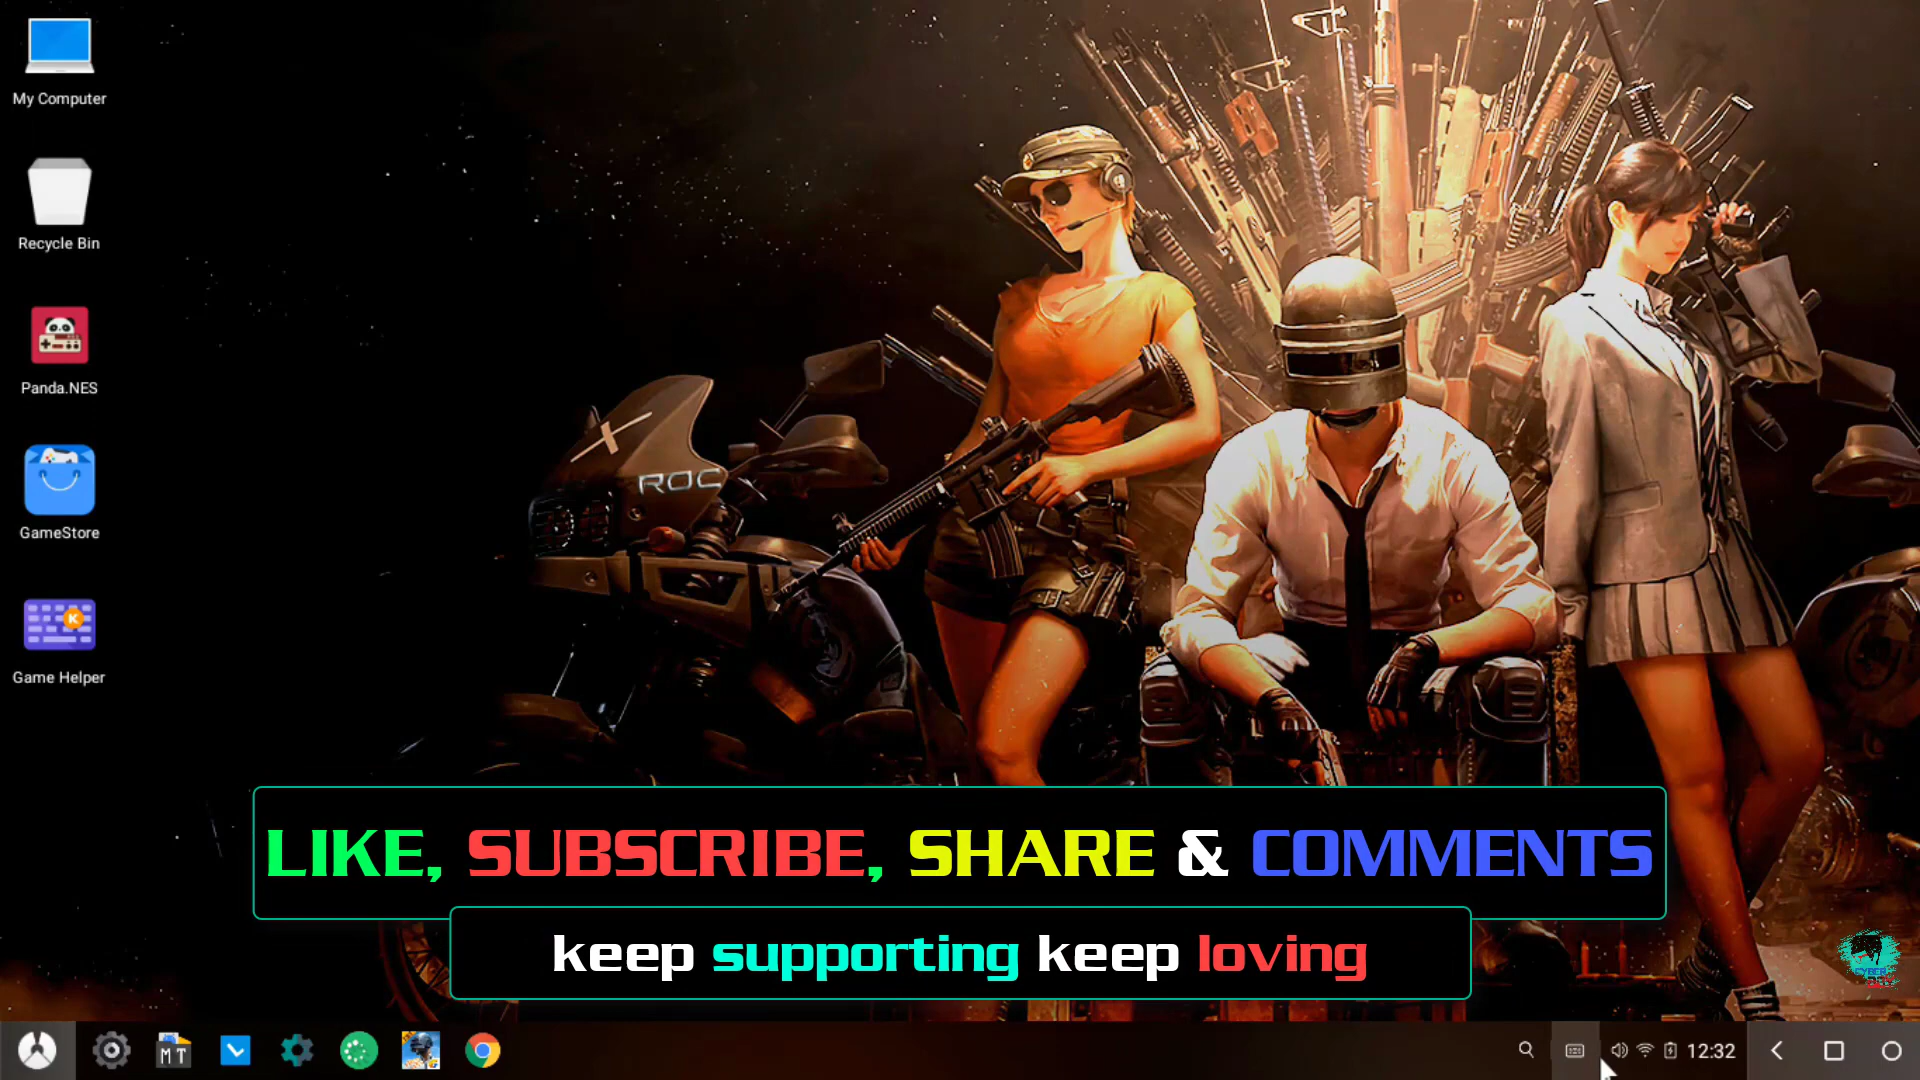 My Computer
Recycle Bin
Panda.NES
GameStore
Game Helper
ROC
LIKE, SUBSCRIBE, SHARE & COMMENTS
keep supporting keep loving
CYBER
MT
12:32